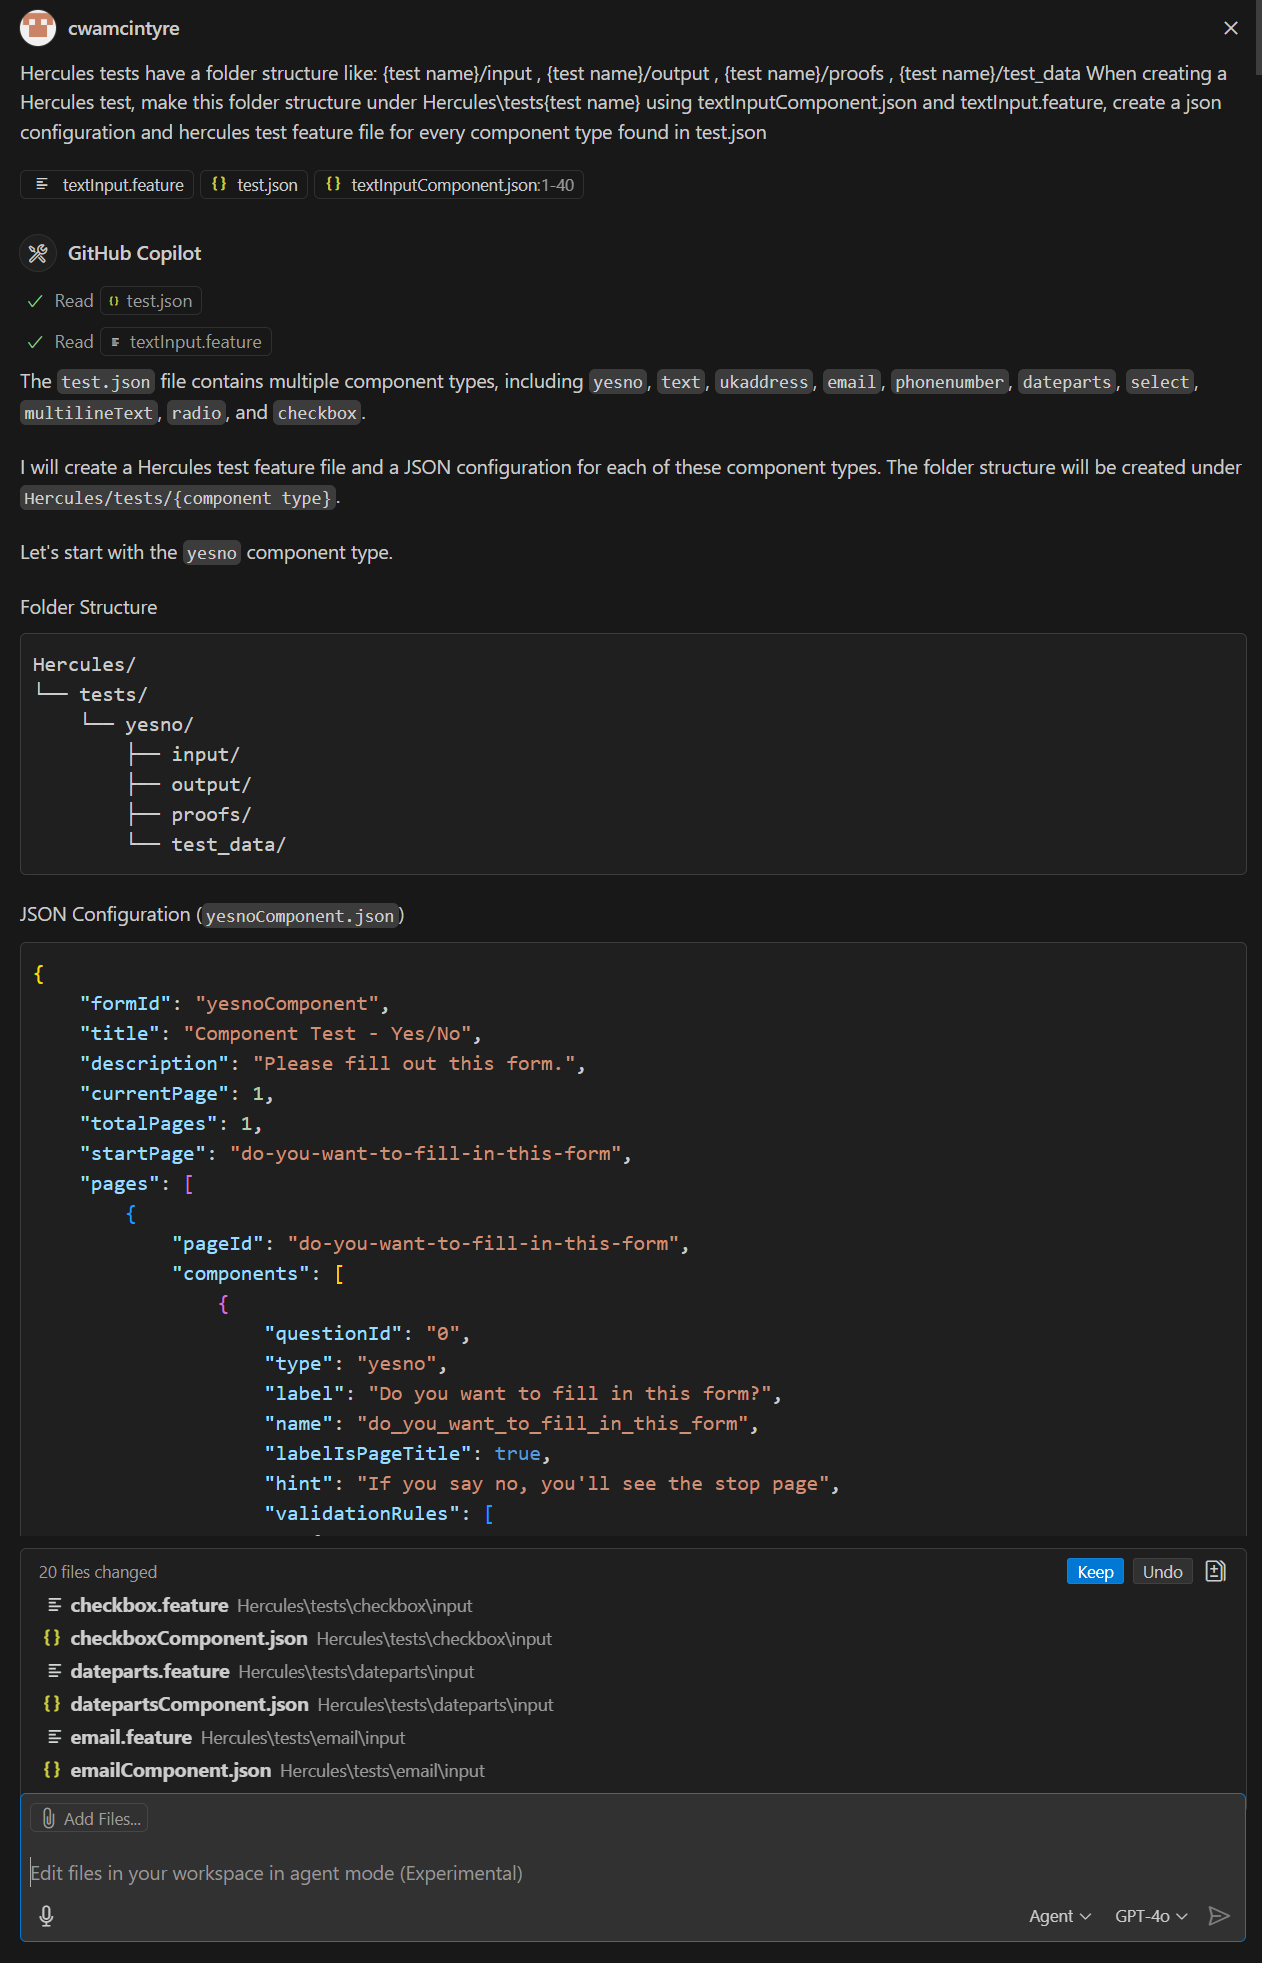 cwamcintyre
Hercules tests have a folder structure like: {test name}/input , {test name}/output , {test name}/proofs , {test name}/test_data When creating a
Hercules test, make this folder structure under Hercules\tests{test name} using textInputComponent.json and textInput.feature, create a json
configuration and hercules test feature file for every component type found in test.json
textInput.feature {} test.json {} textInputComponent.json:1-40
GitHub Copilot
Read {} test.json
Read textInput.feature
The test.json file contains multiple component types, including yesno, text, ukaddress, email, phonenumber, dateparts, select,
multilineText, radio, and checkbox.
I will create a Hercules test feature file and a JSON configuration for each of these component types. The folder structure will be created under
Hercules/tests/{component type}.
Let's start with the yesno component type.
Folder Structure
Hercules/
└── tests/
    └── yesno/
        ├── input/
        ├── output/
        ├── proofs/
        └── test_data/
JSON Configuration (yesnoComponent.json)
{
    "formId": "yesnoComponent",
    "title": "Component Test - Yes/No",
    "description": "Please fill out this form.",
    "currentPage": 1,
    "totalPages": 1,
    "startPage": "do-you-want-to-fill-in-this-form",
    "pages": [
        {
            "pageId": "do-you-want-to-fill-in-this-form",
            "components": [
                {
                    "questionId": "0",
                    "type": "yesno",
                    "label": "Do you want to fill in this form?",
                    "name": "do_you_want_to_fill_in_this_form",
                    "labelIsPageTitle": true,
                    "hint": "If you say no, you'll see the stop page",
                    "validationRules": [
20 files changed Keep Undo
checkbox.feature Hercules\tests\checkbox\input
{} checkboxComponent.json Hercules\tests\checkbox\input
dateparts.feature Hercules\tests\dateparts\input
{} datepartsComponent.json Hercules\tests\dateparts\input
email.feature Hercules\tests\email\input
{} emailComponent.json Hercules\tests\email\input
Add Files...
Edit files in your workspace in agent mode (Experimental)
Agent GPT-4o